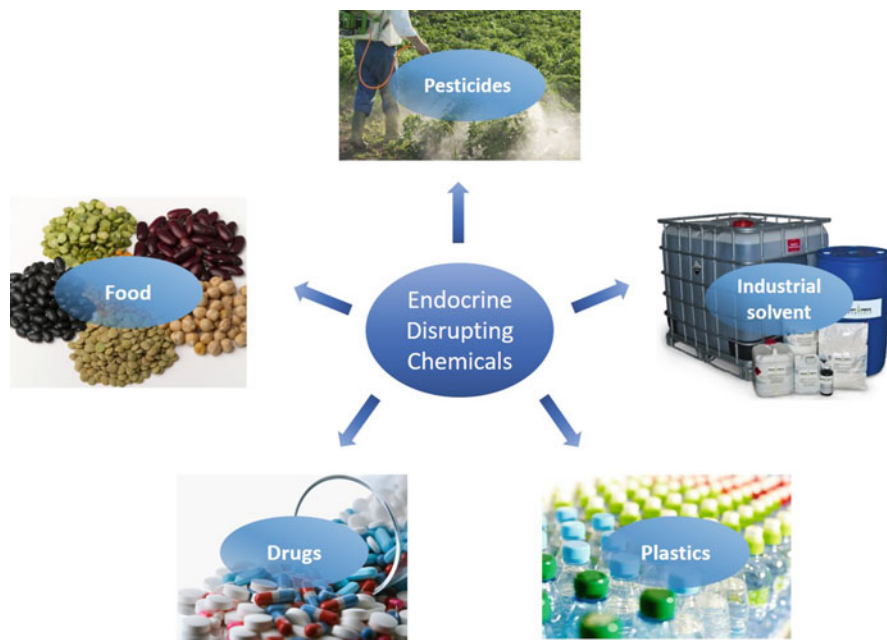 Pesticides
Food
Endocrine
Disrupting
Chemicals
Industrial
solvent
Drugs
Plastics